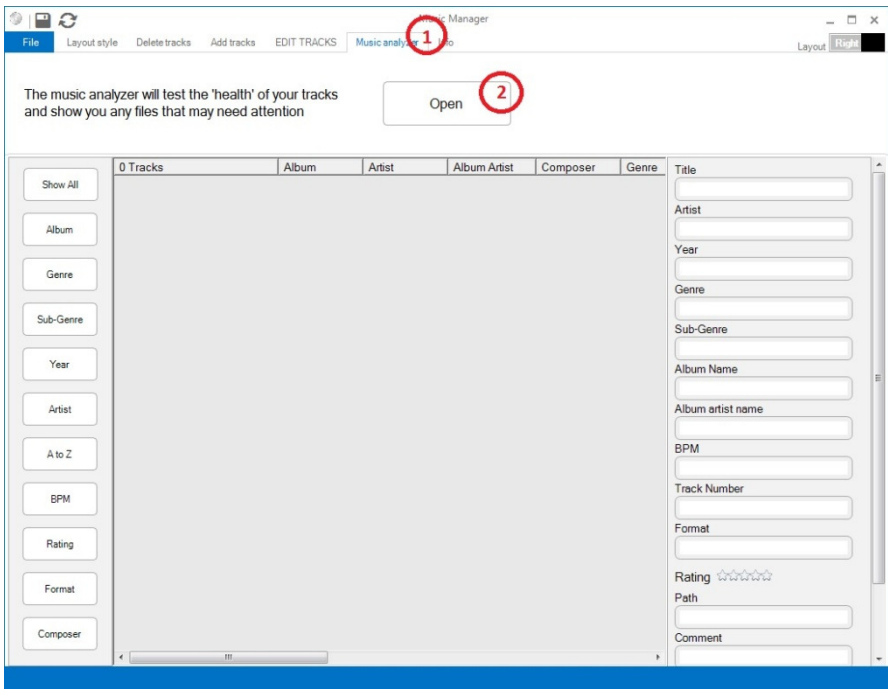 Music Manager
File Layout style Delete tracks Add tracks EDIT TRACKS Music analyzer Info
1
Layout Right
The music analyzer will test the 'health' of your tracks
and show you any files that may need attention
Open
2
0 Tracks Album Artist Album Artist Composer Genre
Show All
Album
Genre
Sub-Genre
Year
Artist
A to Z
BPM
Rating
Format
Composer
Title
Artist
Year
Genre
Sub-Genre
Album Name
Album artist name
BPM
Track Number
Format
Rating
Path
Comment